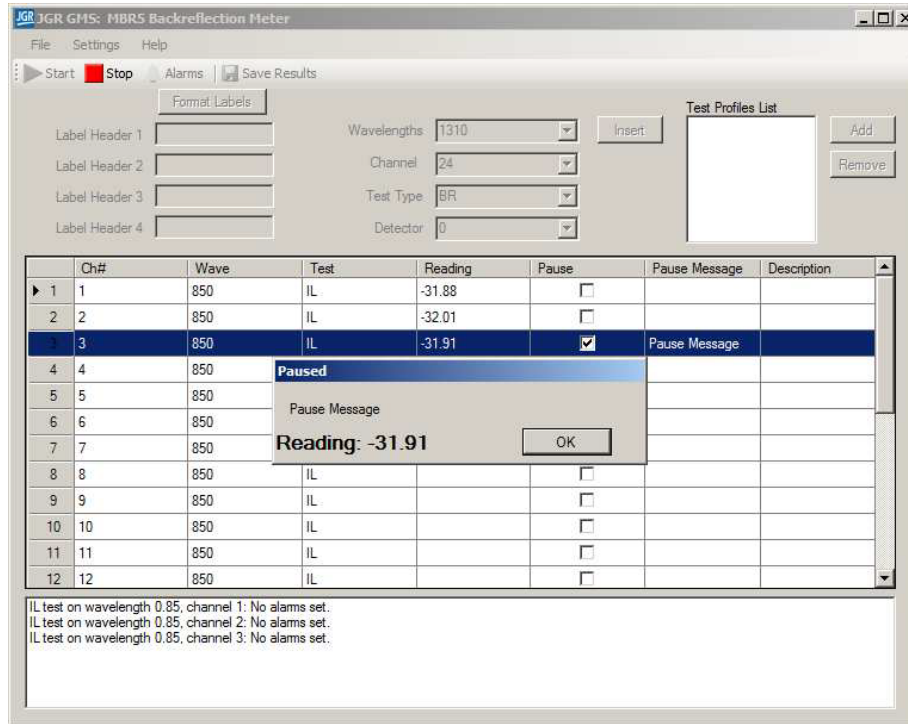 JGR JGR GMS: MBR5 Backreflection Meter
File Settings Help
Start Stop Alarms Save Results
Format Labels
Label Header 1
Label Header 2
Label Header 3
Label Header 4
Wavelengths 1310 Insert
Channel 24
Test Type BR
Detector 0
Test Profiles List
Add
Remove
Ch# Wave Test Reading Pause Pause Message Description
1 1 850 IL -31.88
2 2 850 IL -32.01
3 3 850 IL -31.91 Pause Message
4 4 850
5 5 850
6 6 850
7 7 850
8 8 850 IL
9 9 850 IL
10 10 850 IL
11 11 850 IL
12 12 850 IL
Paused
Pause Message
Reading: -31.91 OK
IL test on wavelength 0.85, channel 1: No alarms set.
IL test on wavelength 0.85, channel 2: No alarms set.
IL test on wavelength 0.85, channel 3: No alarms set.